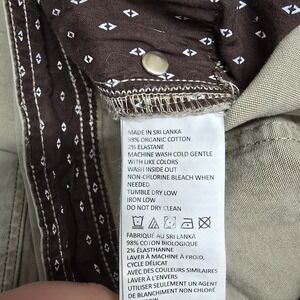 MADE IN SRI LANKA
98% ORGANIC COTTON
2% ELASTANE
MACHINE WASH COLD GENTLE
WITH LIKE COLORS
WASH INSIDE OUT
NON-CHLORINE BLEACH WHEN
NEEDED
TUMBLE DRY LOW
IRON LOW
DO NOT DRY CLEAN
FABRIQUÉ AU SRI LANKA
98% COTON BIOLOGIQUE
2% ÉLASTHANNE
LAVER À MACHINE À FROID,
CYCLE DÉLICAT
AVEC DES COULEURS SIMILAIRES
LAVER À L'ENVERS
UTILISER SEULEMENT UN AGENT
DE BLANCHIMENT NON